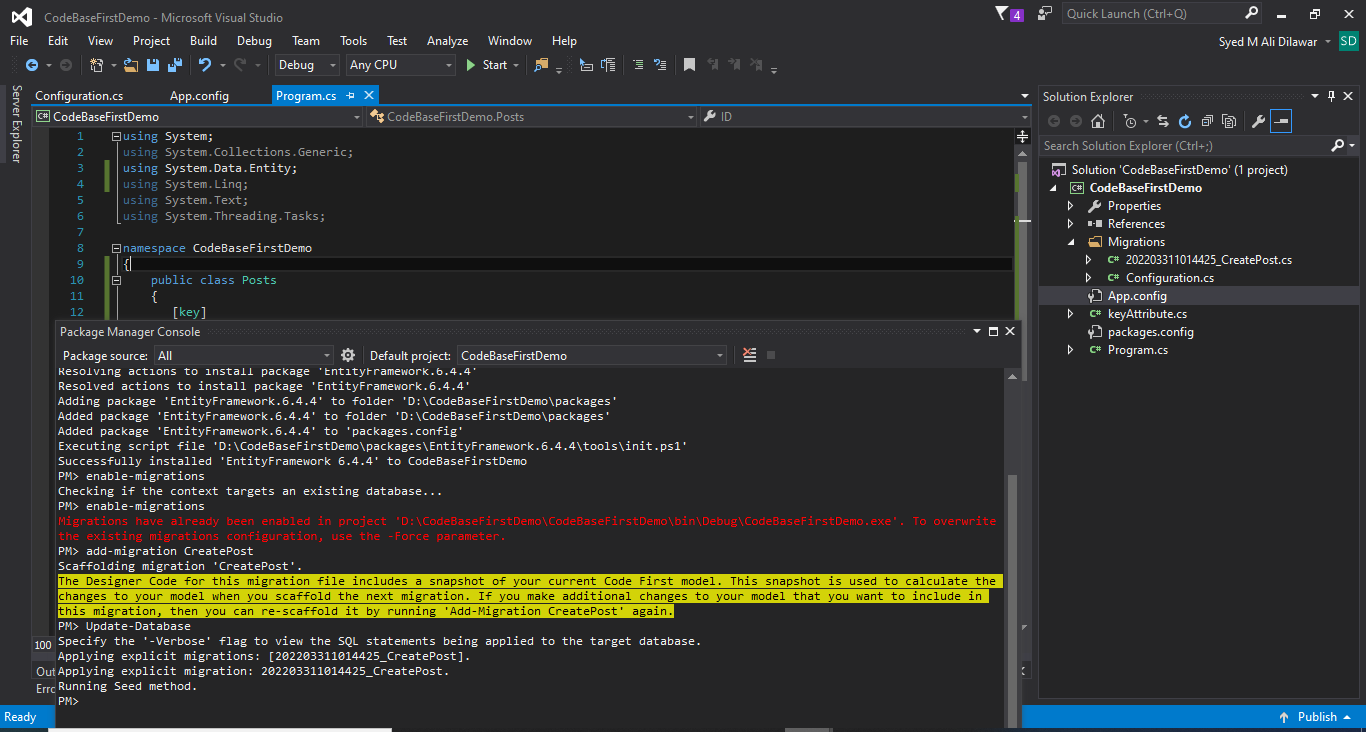 CodeBaseFirstDemo - Microsoft Visual Studio
4
Quick Launch (Ctrl+Q)
File Edit View Project Build Debug Team Tools Test Analyze Window Help
Syed M Ali Dilawar SD
Debug Any CPU Start
Server Explorer
Configuration.cs App.config Program.cs
CodeBaseFirstDemo CodeBaseFirstDemo.Posts ID
1 using System;
2 using System.Collections.Generic;
3 using System.Data.Entity;
4 using System.Linq;
5 using System.Text;
6 using System.Threading.Tasks;
7
8 namespace CodeBaseFirstDemo
9 {
10 public class Posts
11 {
12 [key]
Package Manager Console
Package source: All Default project: CodeBaseFirstDemo
Resolving actions to install package 'EntityFramework.6.4.4'
Resolved actions to install package 'EntityFramework.6.4.4'
Adding package 'EntityFramework.6.4.4' to folder 'D:\CodeBaseFirstDemo\packages'
Added package 'EntityFramework.6.4.4' to folder 'D:\CodeBaseFirstDemo\packages'
Added package 'EntityFramework.6.4.4' to 'packages.config'
Executing script file 'D:\CodeBaseFirstDemo\packages\EntityFramework.6.4.4\tools\init.ps1'
Successfully installed 'EntityFramework 6.4.4' to CodeBaseFirstDemo
PM> enable-migrations
Checking if the context targets an existing database...
PM> enable-migrations
Migrations have already been enabled in project 'D:\CodeBaseFirstDemo\CodeBaseFirstDemo\bin\Debug\CodeBaseFirstDemo.exe'. To overwrite
the existing migrations configuration, use the -Force parameter.
PM> add-migration CreatePost
Scaffolding migration 'CreatePost'.
The Designer Code for this migration file includes a snapshot of your current Code First model. This snapshot is used to calculate the
changes to your model when you scaffold the next migration. If you make additional changes to your model that you want to include in
this migration, then you can re-scaffold it by running 'Add-Migration CreatePost' again.
PM> Update-Database
Specify the '-Verbose' flag to view the SQL statements being applied to the target database.
Applying explicit migrations: [202203311014425_CreatePost].
Applying explicit migration: 202203311014425_CreatePost.
Running Seed method.
PM>
100
Out
Erro
Solution Explorer
Search Solution Explorer (Ctrl+;)
Solution 'CodeBaseFirstDemo' (1 project)
CodeBaseFirstDemo
Properties
References
Migrations
202203311014425_CreatePost.cs
Configuration.cs
App.config
keyAttribute.cs
packages.config
Program.cs
Ready
Publish